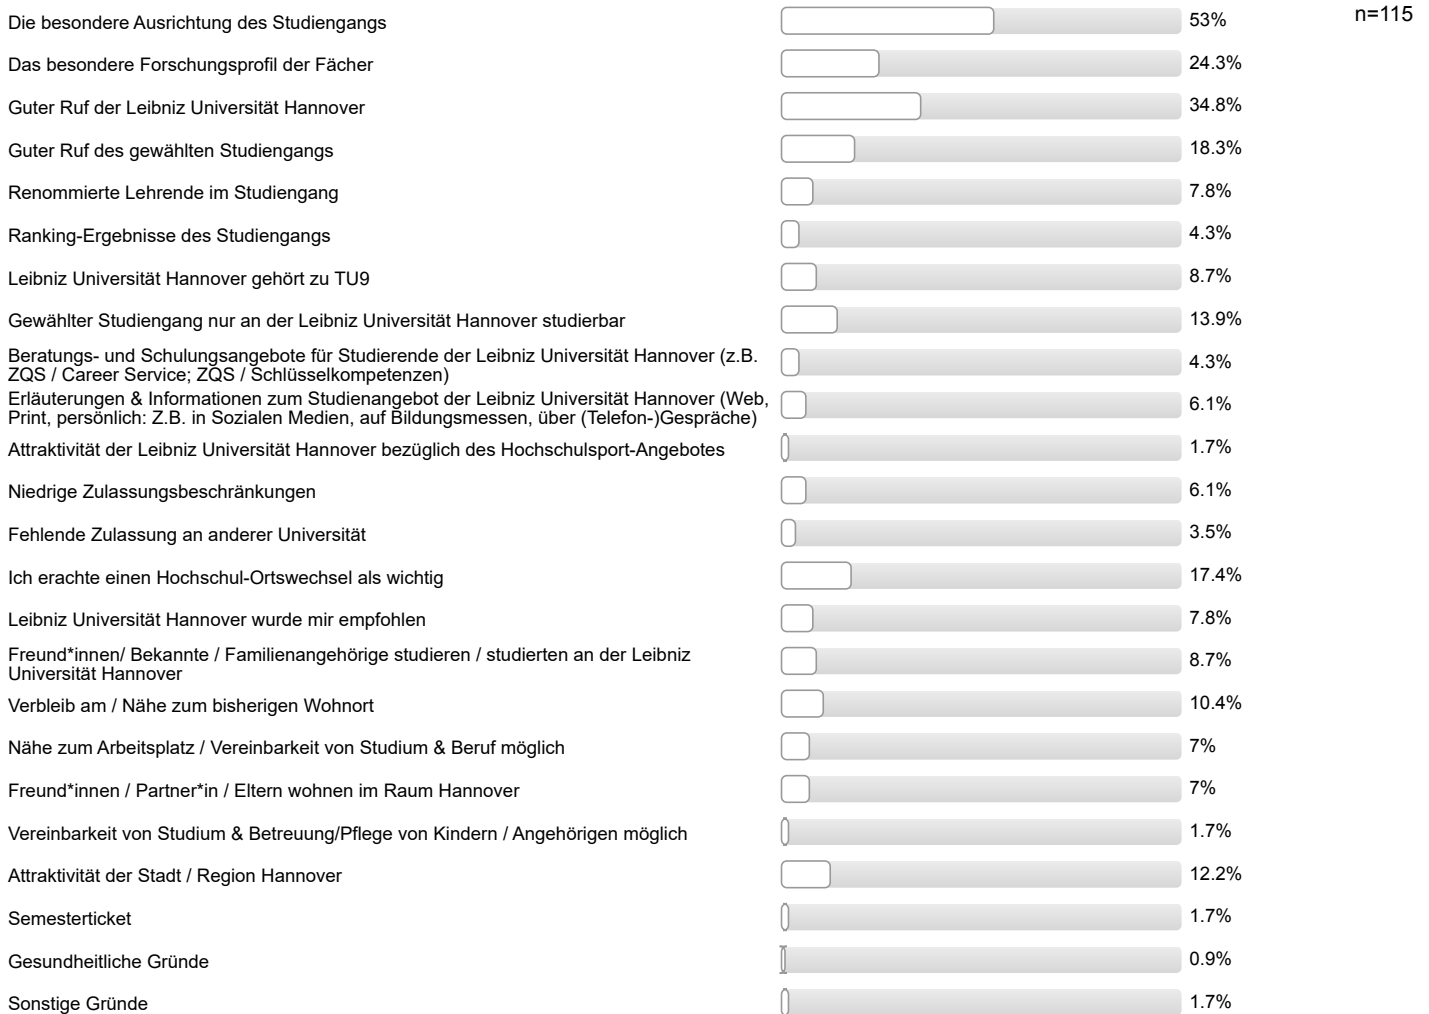 Die besondere Ausrichtung des Studiengangs 53% n=115
Das besondere Forschungsprofil der Fächer 24.3%
Guter Ruf der Leibniz Universität Hannover 34.8%
Guter Ruf des gewählten Studiengangs 18.3%
Renommierte Lehrende im Studiengang 7.8%
Ranking-Ergebnisse des Studiengangs 4.3%
Leibniz Universität Hannover gehört zu TU9 8.7%
Gewählter Studiengang nur an der Leibniz Universität Hannover studierbar 13.9%
Beratungs- und Schulungsangebote für Studierende der Leibniz Universität Hannover (z.B.
ZQS / Career Service; ZQS / Schlüsselkompetenzen) 4.3%
Erläuterungen & Informationen zum Studienangebot der Leibniz Universität Hannover (Web,
Print, persönlich: Z.B. in Sozialen Medien, auf Bildungsmessen, über (Telefon-)Gespräche) 6.1%
Attraktivität der Leibniz Universität Hannover bezüglich des Hochschulsport-Angebotes 1.7%
Niedrige Zulassungsbeschränkungen 6.1%
Fehlende Zulassung an anderer Universität 3.5%
Ich erachte einen Hochschul-Ortswechsel als wichtig 17.4%
Leibniz Universität Hannover wurde mir empfohlen 7.8%
Freund*innen/ Bekannte / Familienangehörige studieren / studierten an der Leibniz
Universität Hannover 8.7%
Verbleib am / Nähe zum bisherigen Wohnort 10.4%
Nähe zum Arbeitsplatz / Vereinbarkeit von Studium & Beruf möglich 7%
Freund*innen / Partner*in / Eltern wohnen im Raum Hannover 7%
Vereinbarkeit von Studium & Betreuung/Pflege von Kindern / Angehörigen möglich 1.7%
Attraktivität der Stadt / Region Hannover 12.2%
Semesterticket 1.7%
Gesundheitliche Gründe 0.9%
Sonstige Gründe 1.7%